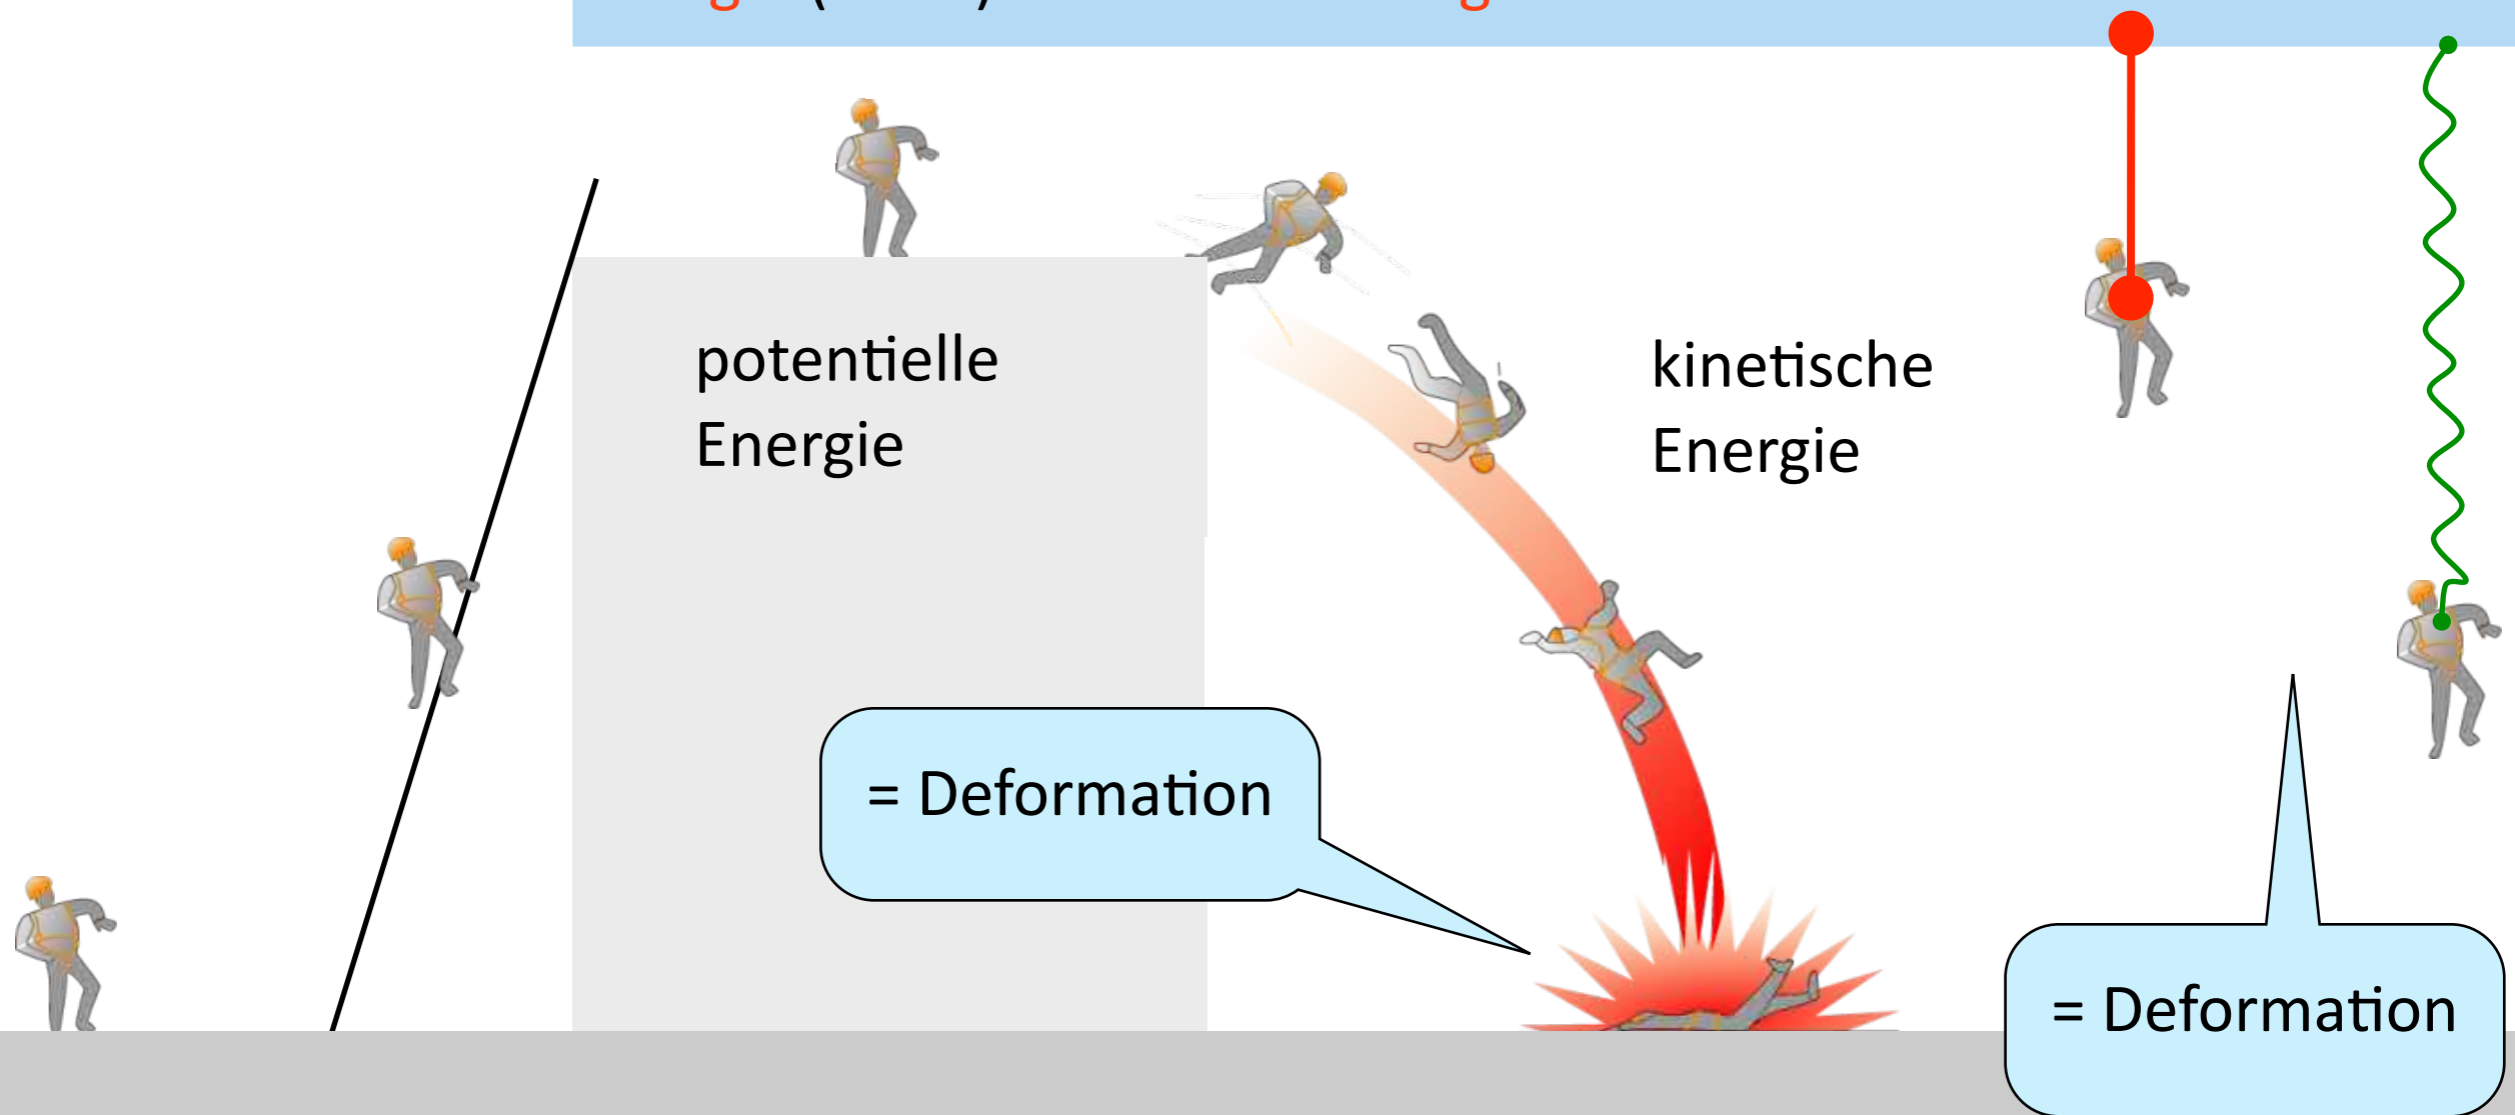 potentielle
Energie
kinetische
Energie
= Deformation
= Deformation